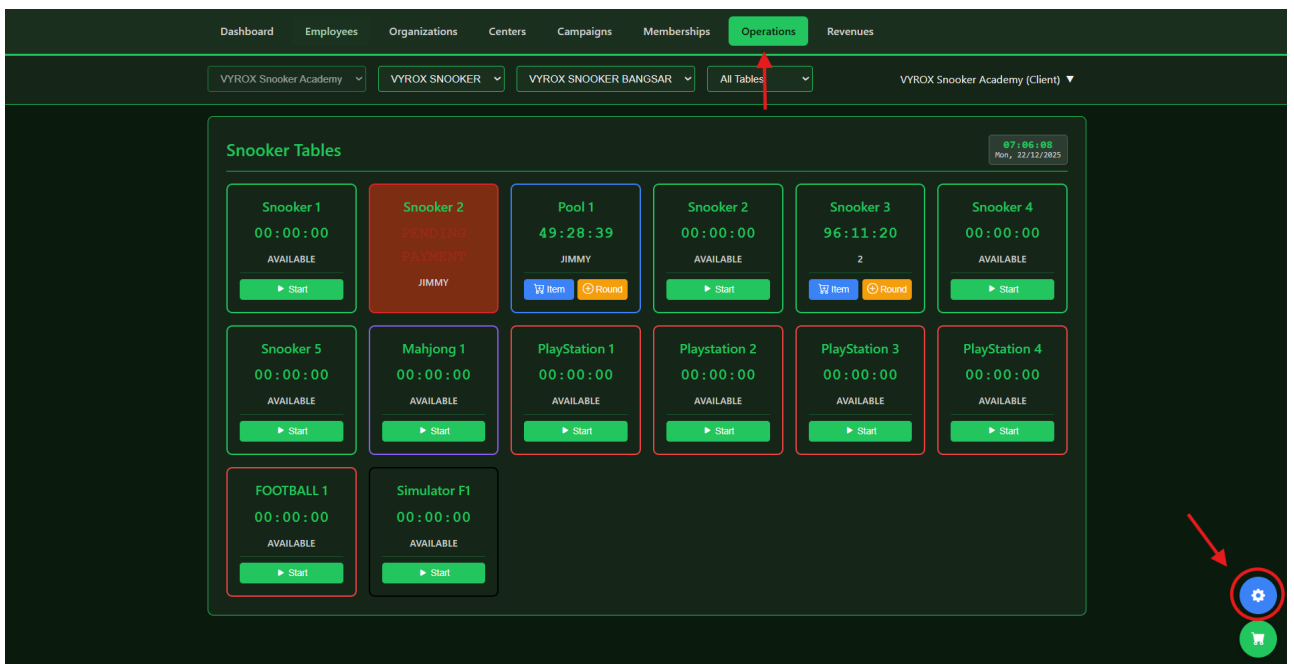 Dashboard Employees Organizations Centers Campaigns Memberships Operations Revenues
VYROX Snooker Academy VYROX SNOOKER VYROX SNOOKER BANGSAR All Tables VYROX Snooker Academy (Client) ▼
Snooker Tables
07:06:08
Mon, 22/12/2025
Snooker 1
00:00:00
AVAILABLE
Start
Snooker 2
PENDING
PAYMENT
JIMMY
Pool 1
49:28:39
JIMMY
Item Round
Snooker 2
00:00:00
AVAILABLE
Start
Snooker 3
96:11:20
2
Item Round
Snooker 4
00:00:00
AVAILABLE
Start
Snooker 5
00:00:00
AVAILABLE
Start
Mahjong 1
00:00:00
AVAILABLE
Start
PlayStation 1
00:00:00
AVAILABLE
Start
Playstation 2
00:00:00
AVAILABLE
Start
PlayStation 3
00:00:00
AVAILABLE
Start
PlayStation 4
00:00:00
AVAILABLE
Start
FOOTBALL 1
00:00:00
AVAILABLE
Start
Simulator F1
00:00:00
AVAILABLE
Start